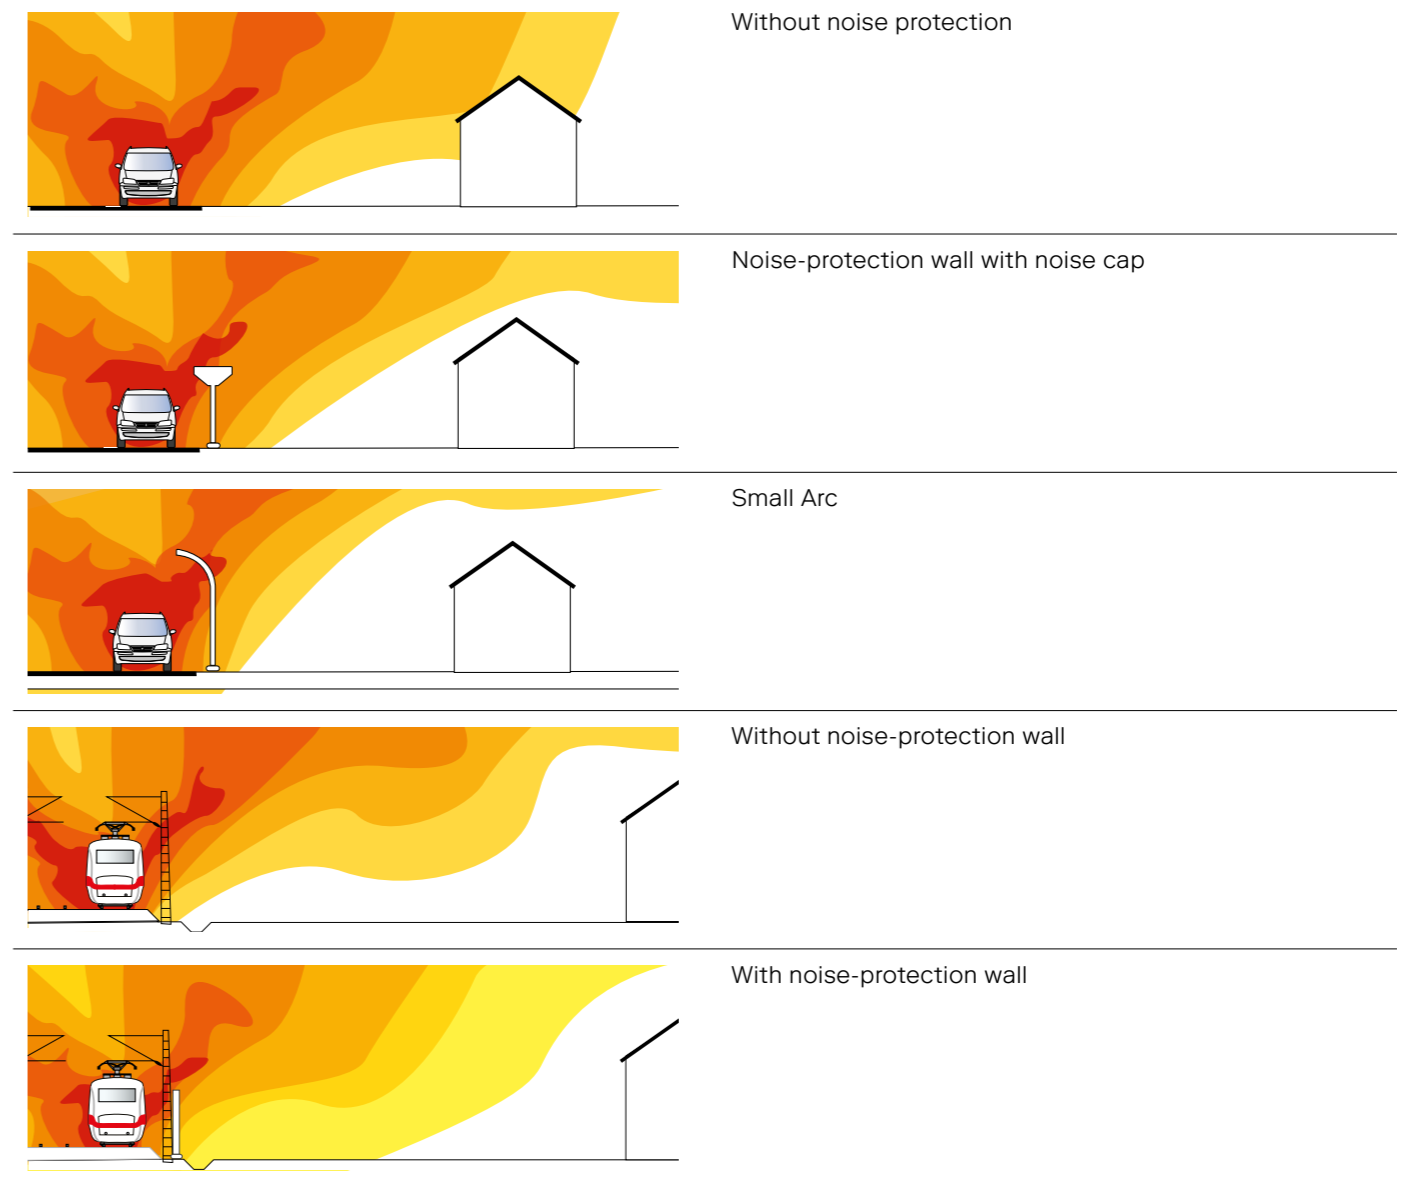 Without noise protection
Noise-protection wall with noise cap
Small Arc
Without noise-protection wall
With noise-protection wall